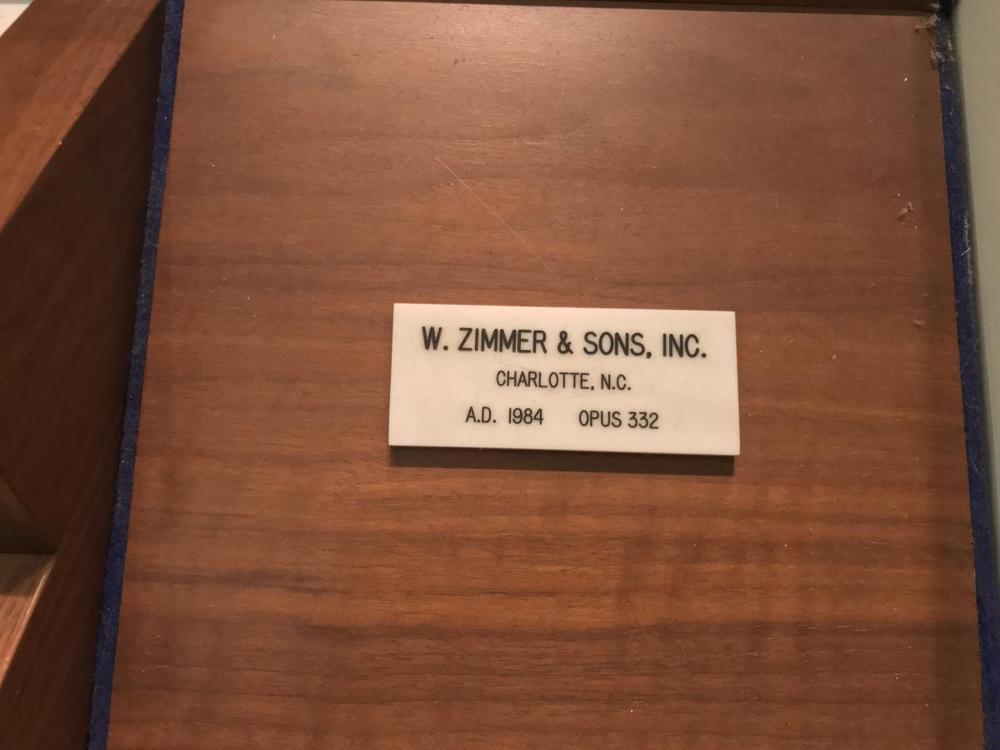 W. ZIMMER & SONS, INC.
CHARLOTTE, N.C.
A.D. 1984 OPUS 332